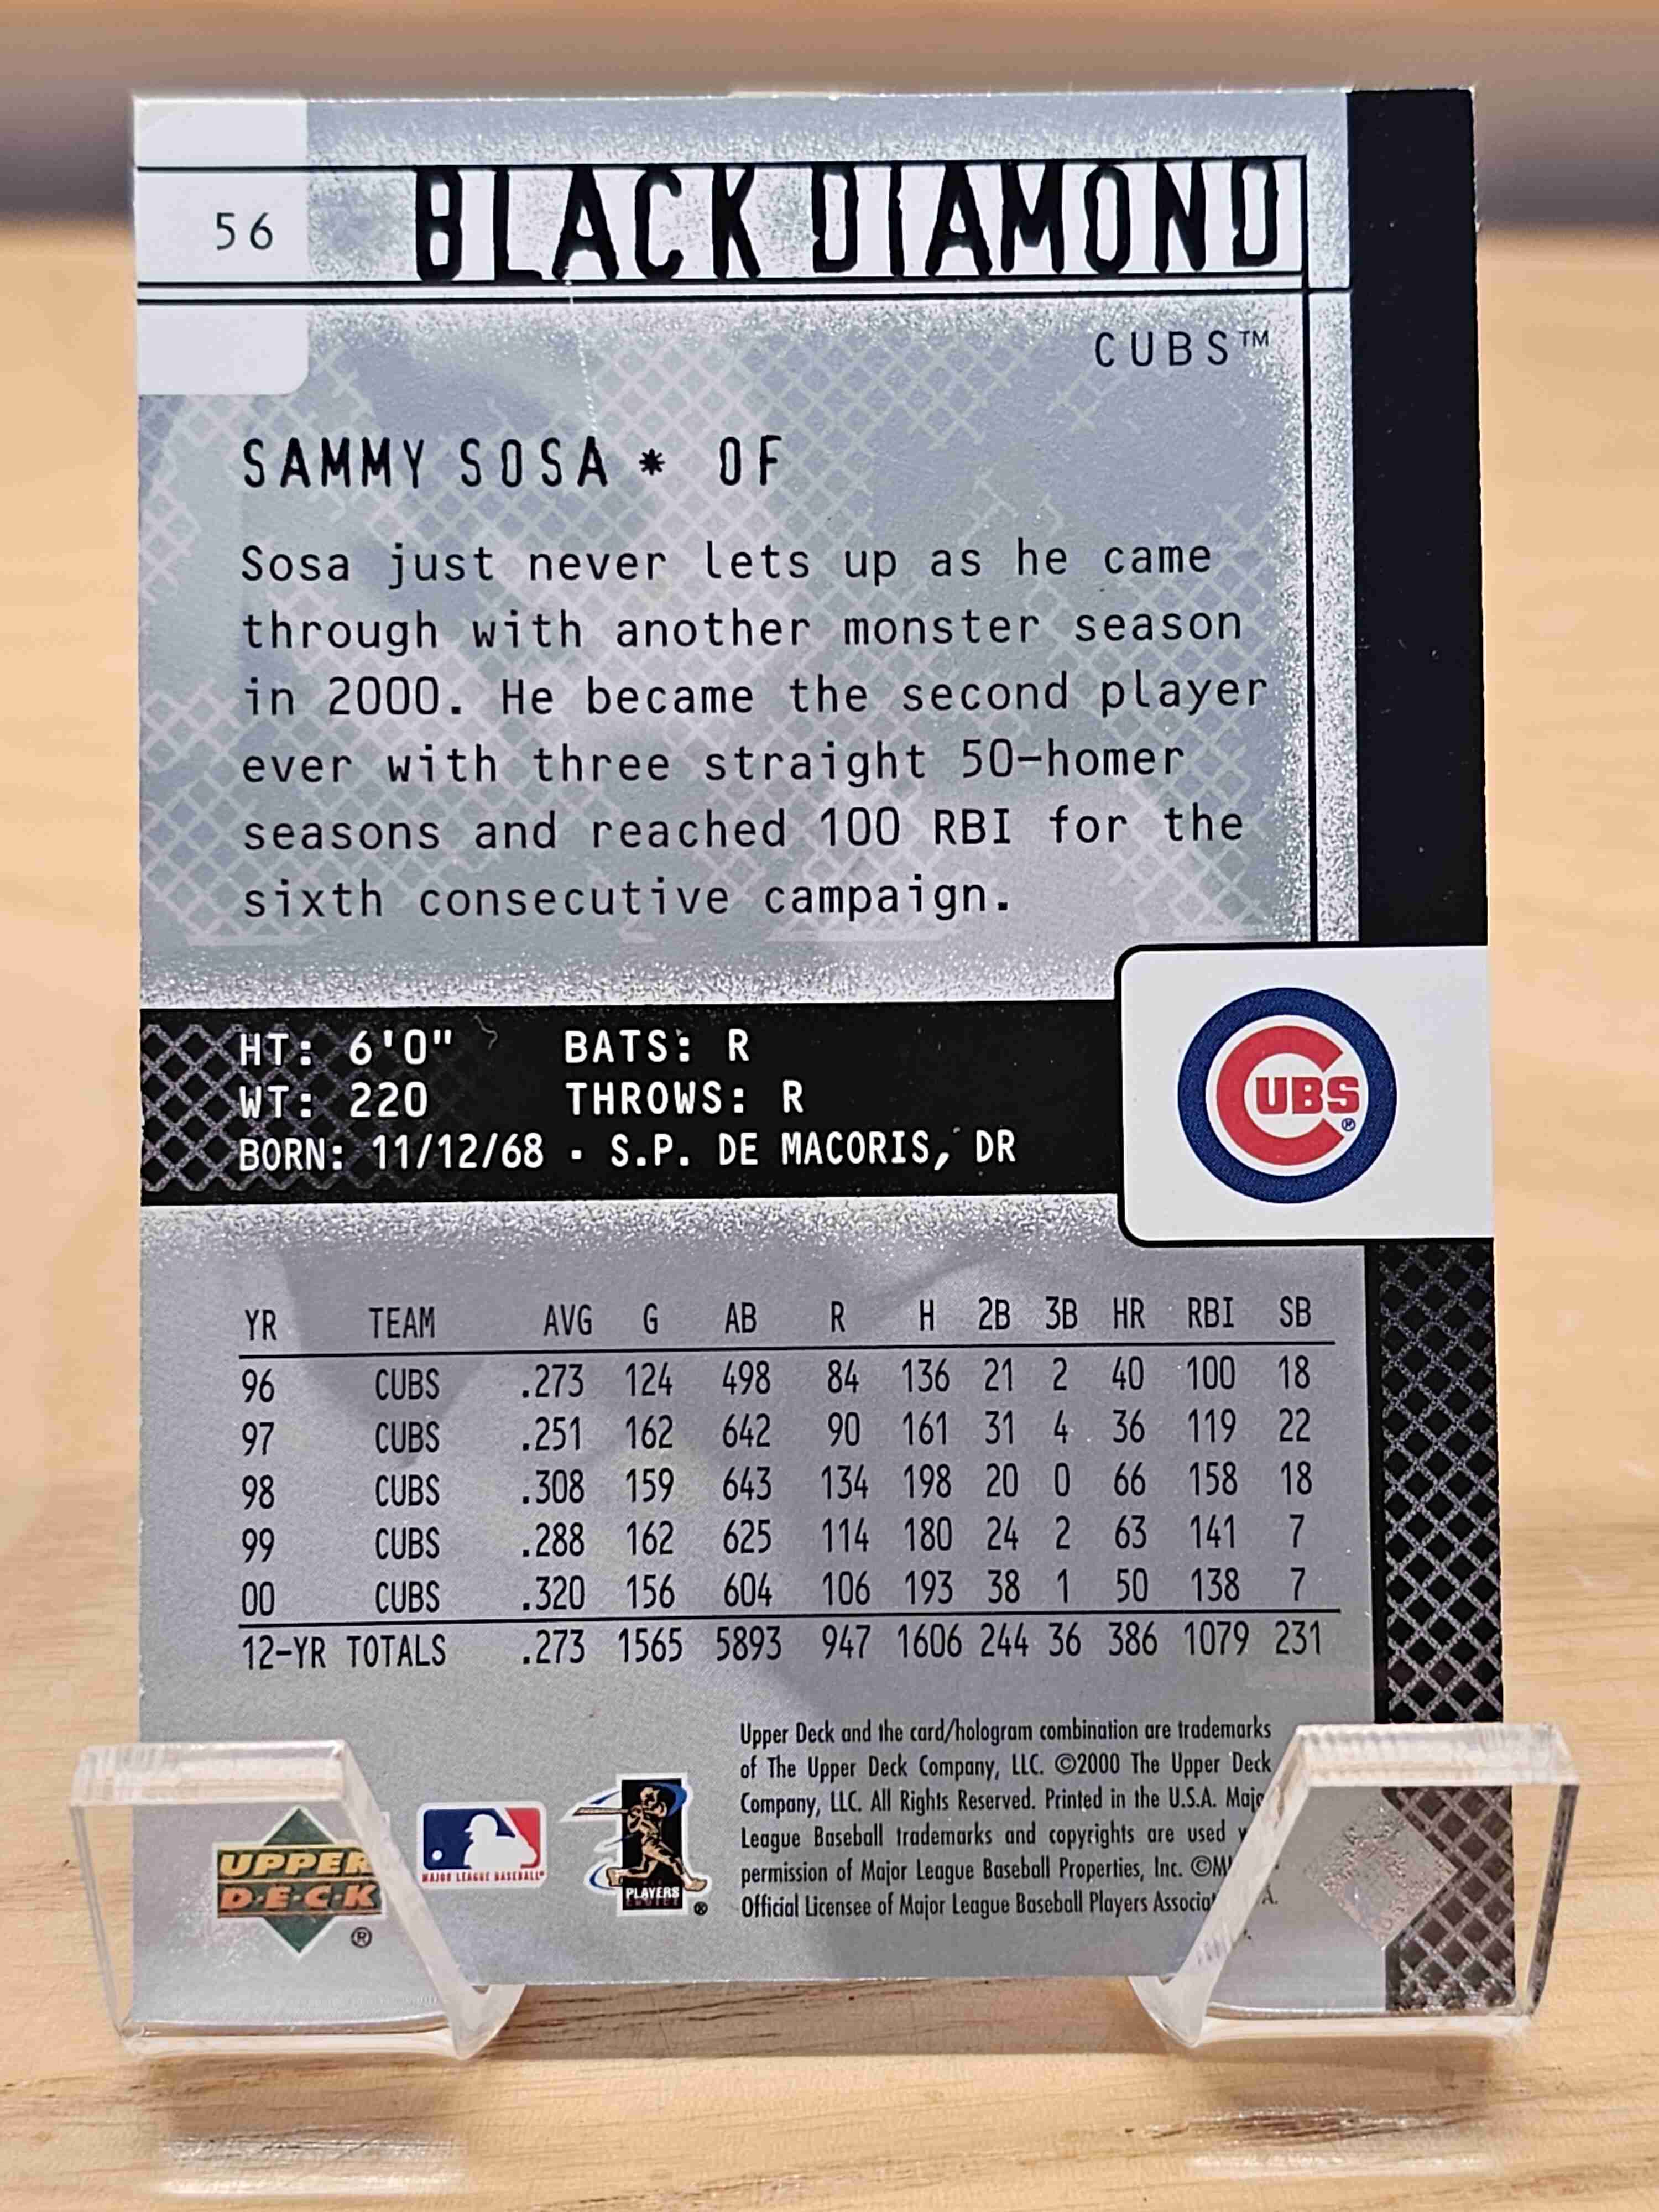 56
BLACK DIAMOND
CUBS™
SAMMY SOSA * OF
Sosa just never lets up as he came
through with another monster season
in 2000. He became the second player
ever with three straight 50-homer
seasons and reached 100 RBI for the
sixth consecutive campaign.
HT: 6'0" BATS: R
WT: 220 THROWS: R
BORN: 11/12/68 - S.P. DE MACORIS, DR
CUBS®
YR TEAM AVG G AB R H 2B 3B HR RBI SB
96 CUBS .273 124 498 84 136 21 2 40 100 18
97 CUBS .251 162 642 90 161 31 4 36 119 22
98 CUBS .308 159 643 134 198 20 0 66 158 18
99 CUBS .288 162 625 114 180 24 2 63 141 7
00 CUBS .320 156 604 106 193 38 1 50 138 7
12-YR TOTALS .273 1565 5893 947 1606 244 36 386 1079 231
Upper Deck and the card/hologram combination are trademarks
of The Upper Deck Company, LLC. ©2000 The Upper Deck
Company, LLC. All Rights Reserved. Printed in the U.S.A.
League Baseball trademarks and copyrights are used
permission of Major League Baseball Properties, Inc.
Official Licensee of Major League Baseball Players
UPPER
D·E·C·K
®
MAJOR LEAGUE BASEBALL®
PLAYERS
CHOICE
®